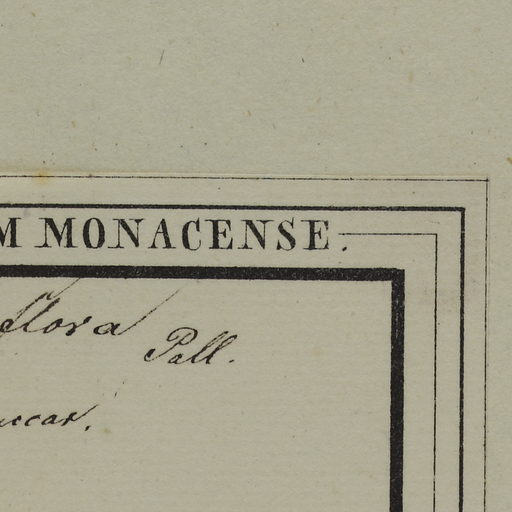 M MONACENSE.
flora Pall.
uccar.